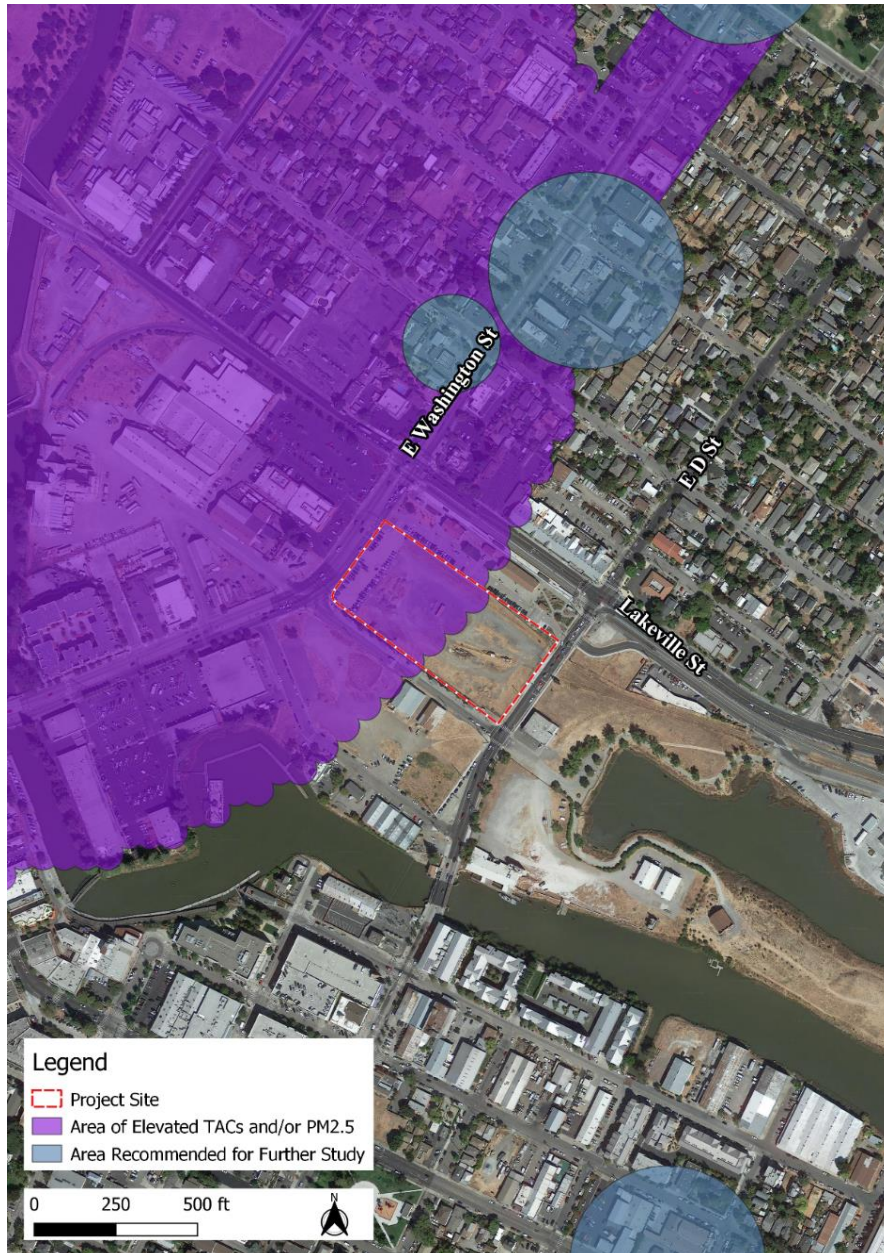 E Washington St
E D St
Lakeville St
Legend
Project Site
Area of Elevated TACs and/or PM2.5
Area Recommended for Further Study
0 250 500 ft
N